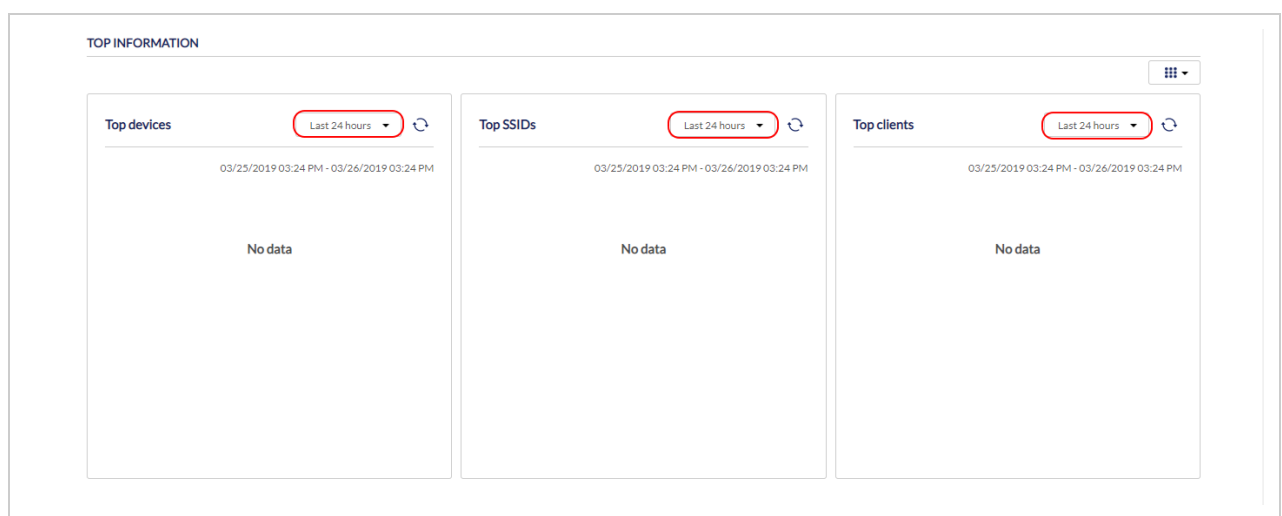 TOP INFORMATION
Top devices
Last 24 hours
03/25/2019 03:24 PM - 03/26/2019 03:24 PM
No data
Top SSIDs
Last 24 hours
03/25/2019 03:24 PM - 03/26/2019 03:24 PM
No data
Top clients
Last 24 hours
03/25/2019 03:24 PM - 03/26/2019 03:24 PM
No data